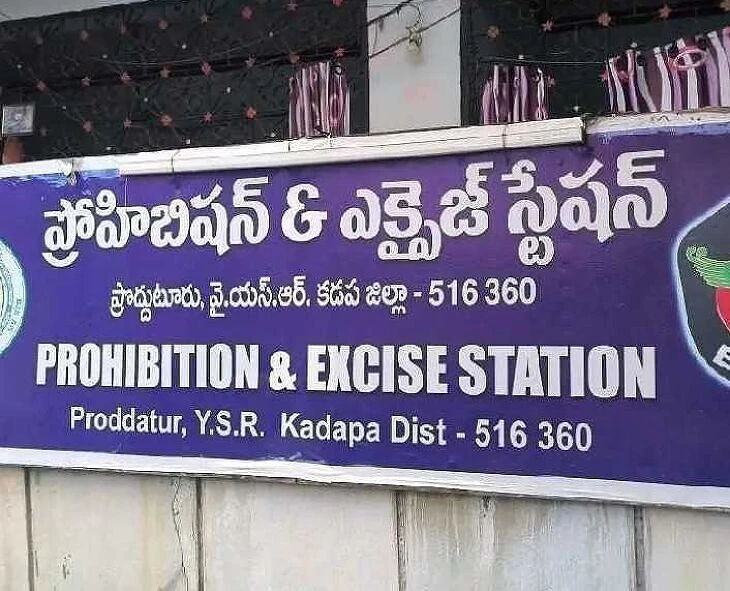 ప్రోహిబిషన్ & ఎక్సైజ్ స్టేషన్
ప్రొద్దుటూరు, వై.యస్.ఆర్. కడప జిల్లా - 516 360
PROHIBITION & EXCISE STATION
Proddatur, Y.S.R. Kadapa Dist - 516 360